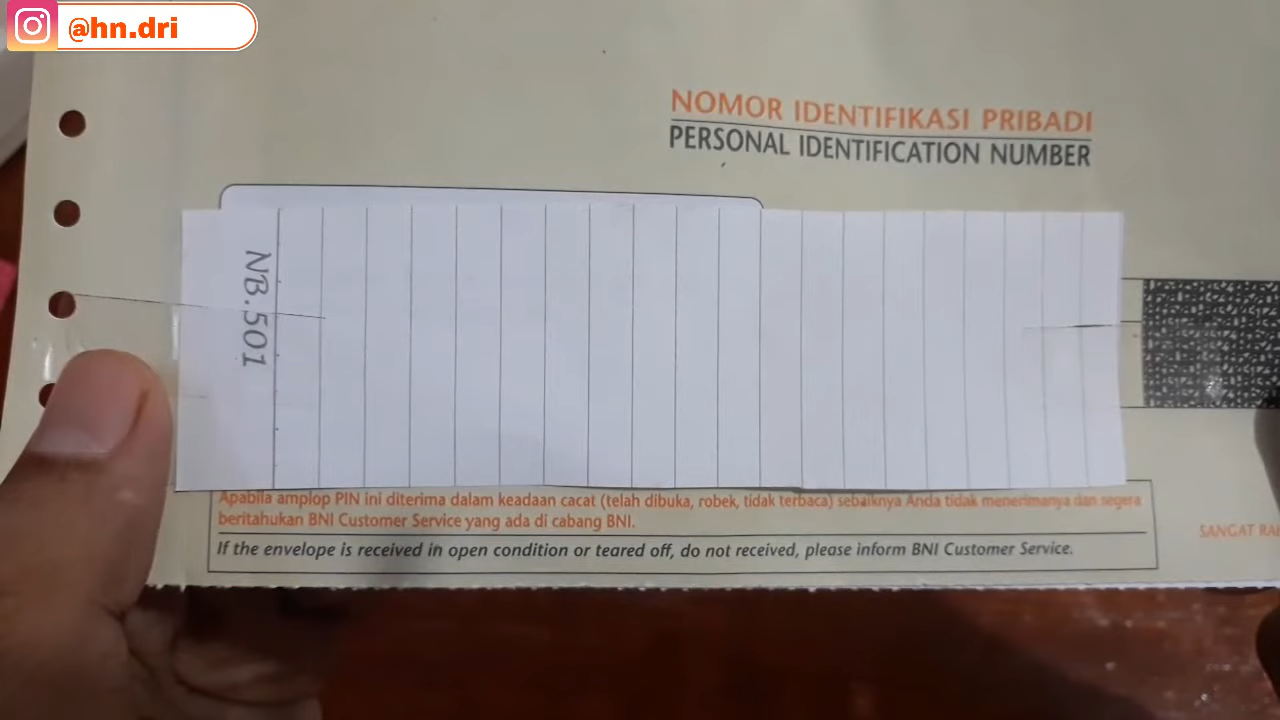 @hn.dri
NOMOR IDENTIFIKASI PRIBADI
PERSONAL IDENTIFICATION NUMBER
NB.501
Apabila amplop PIN ini diterima dalam keadaan cacat (telah dibuka, robek, tidak terbaca) sebaiknya Anda tidak menerimanya dan segera
beritahukan BNI Customer Service yang ada di cabang BNI.
If the envelope is received in open condition or teared off, do not received, please inform BNI Customer Service.
SANGAT